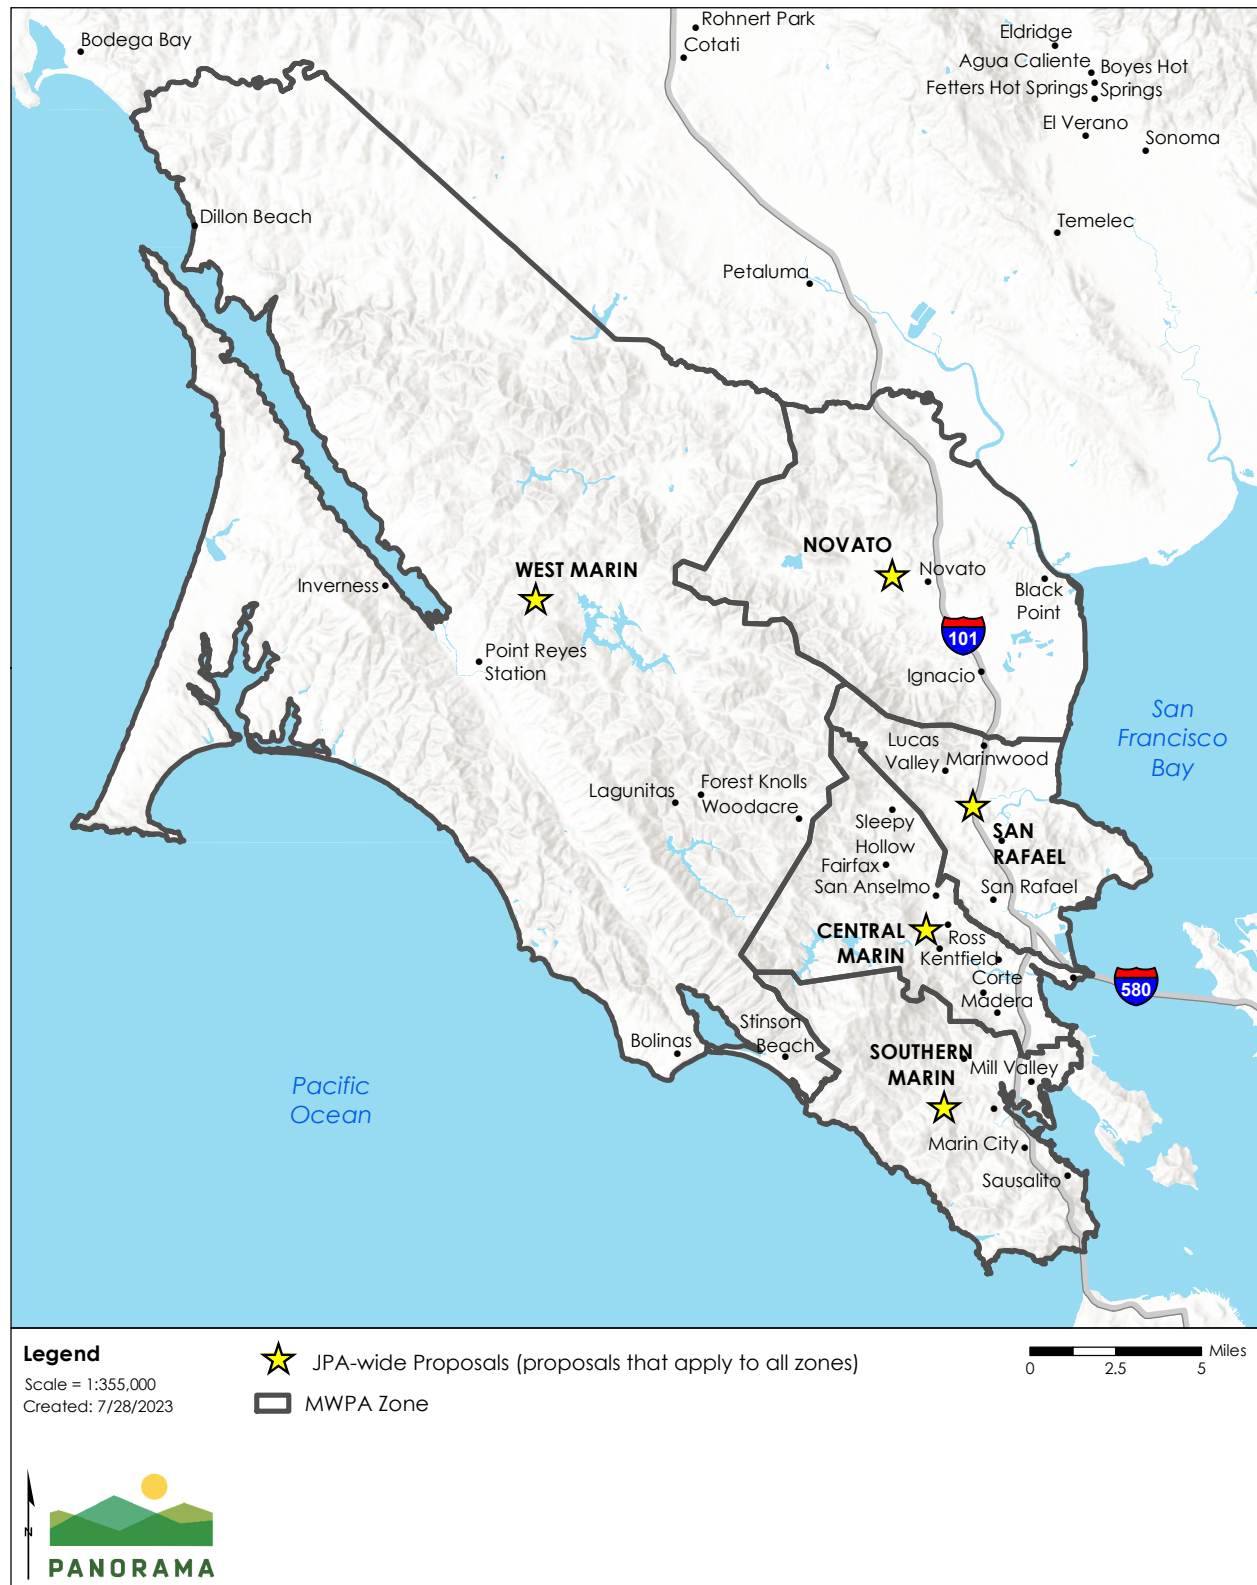 Rohnert Park
Bodega Bay
Cotati
Eldridge
Agua Caliente
Boyes Hot
Fetters Hot Springs
Springs
El Verano
Sonoma
Dillon Beach
Temelec
Petaluma
NOVATO
WEST MARIN
Novato
Inverness
Black
Point
101
Point Reyes
Station
Ignacio
San
Francisco
Bay
Lucas
Valley
Marinwood
Forest Knolls
Lagunitas
Woodacre
Sleepy
Hollow
SAN
RAFAEL
Fairfax
San Anselmo
San Rafael
CENTRAL
MARIN
Ross
Kentfield
Corte
Madera
580
Stinson
Beach
Bolinas
SOUTHERN
MARIN
Mill Valley
Pacific
Ocean
Marin City
Sausalito
Legend
Scale = 1:355,000
Created: 7/28/2023
JPA-wide Proposals (proposals that apply to all zones)
MWPA Zone
Miles
0 2.5 5
N
PANORAMA